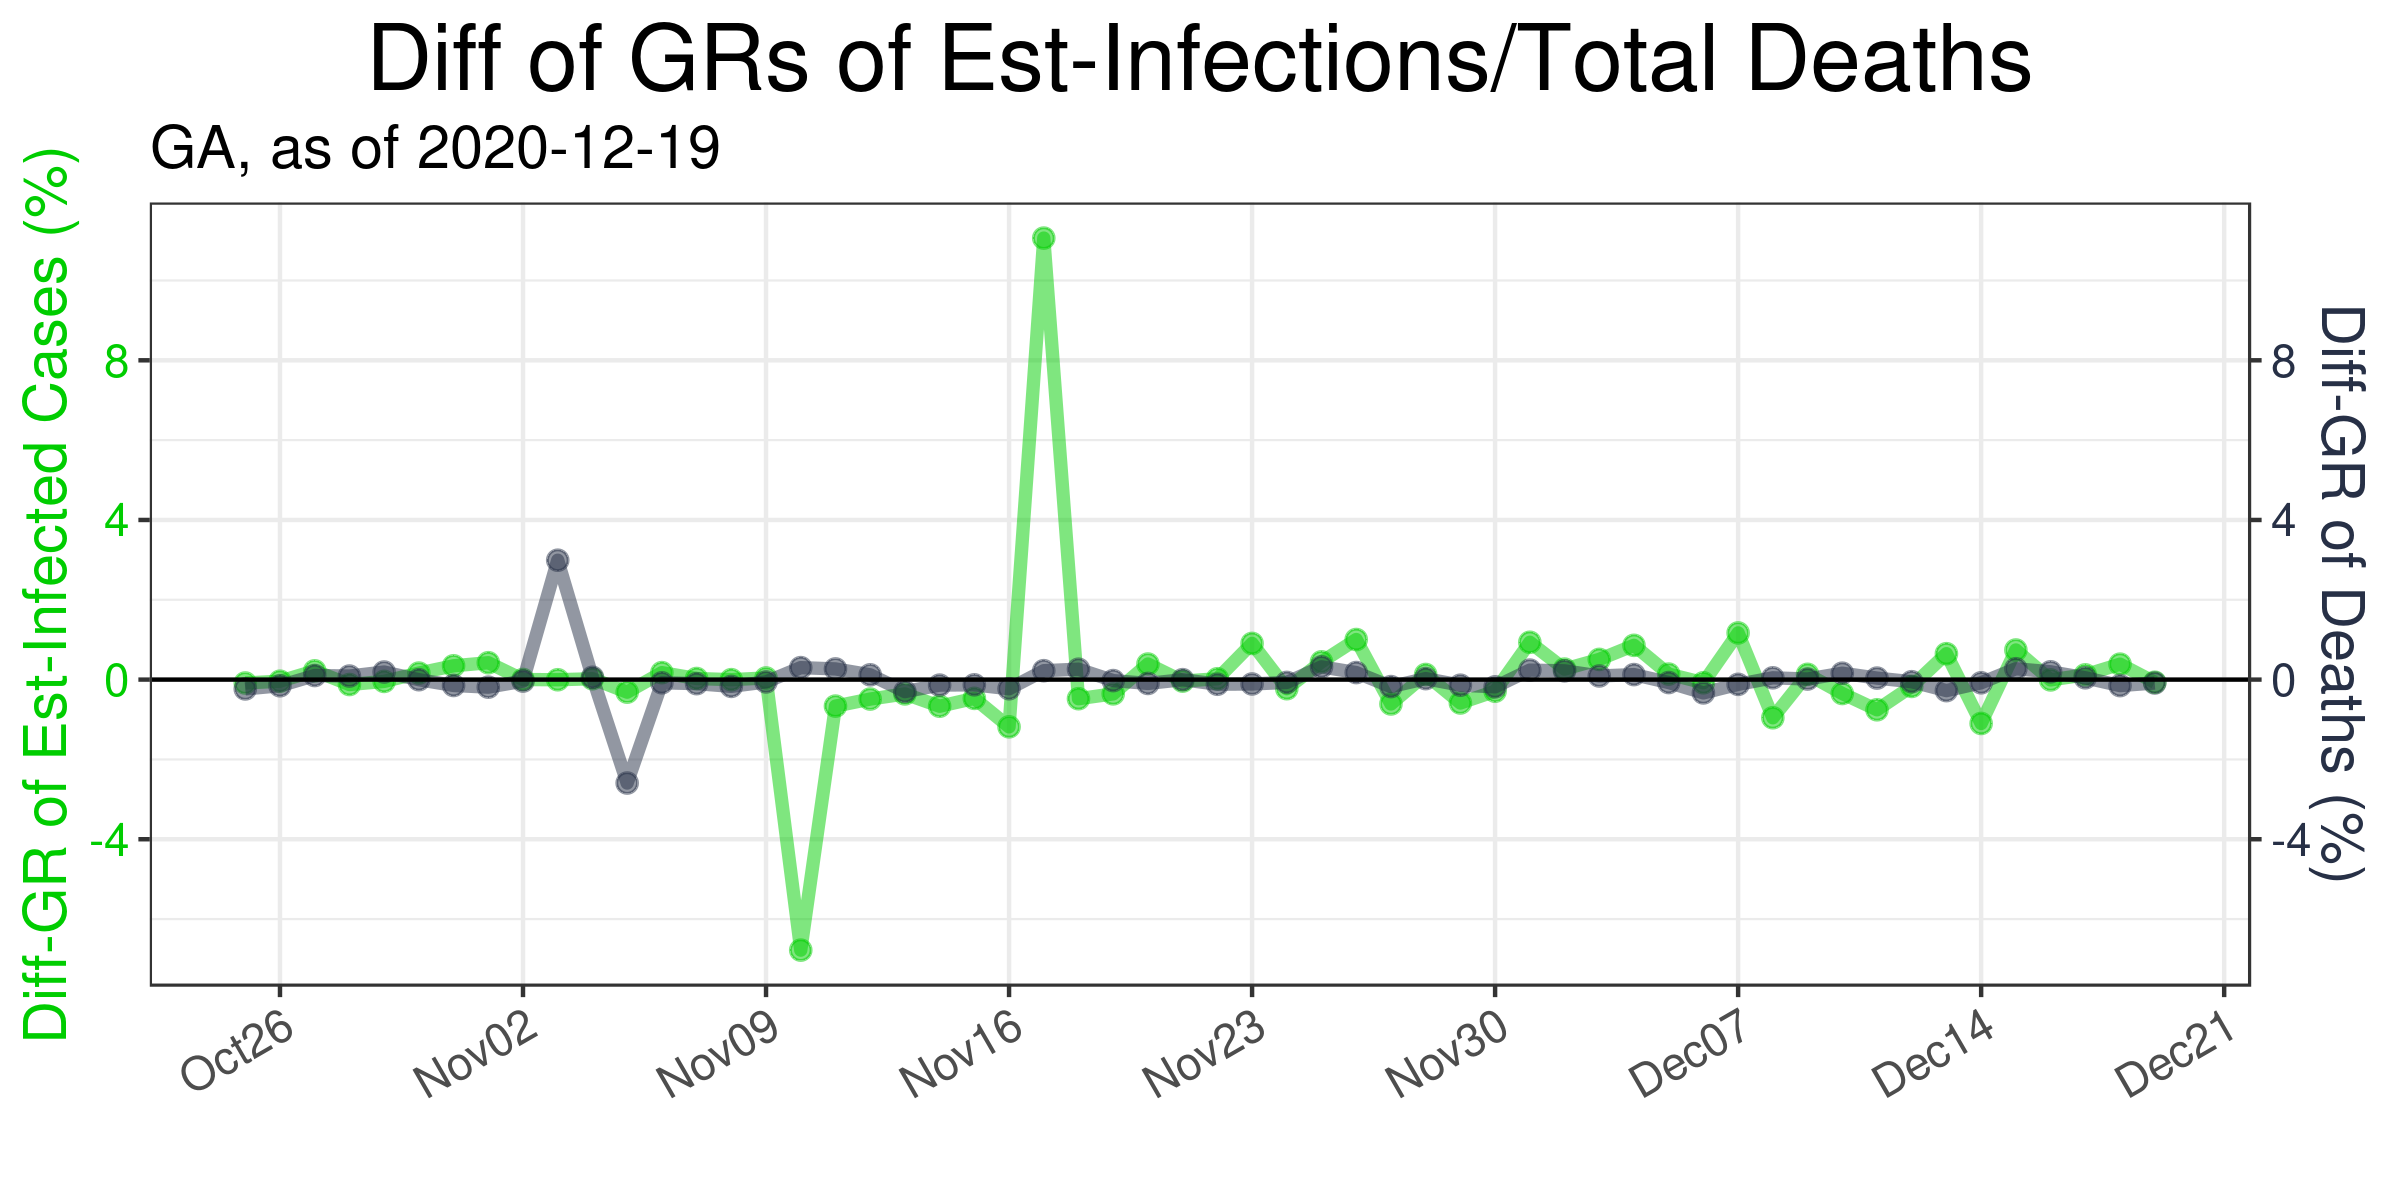 Diff of GRs of Est-Infections/Total Deaths
GA, as of 2020-12-19
Diff-GR of Est-Infected Cases (%)
8
4
0
-4
8
4
0
-4
Diff-GR of Deaths (%)
Oct26
Nov02
Nov09
Nov16
Nov23
Nov30
Dec07
Dec14
Dec21